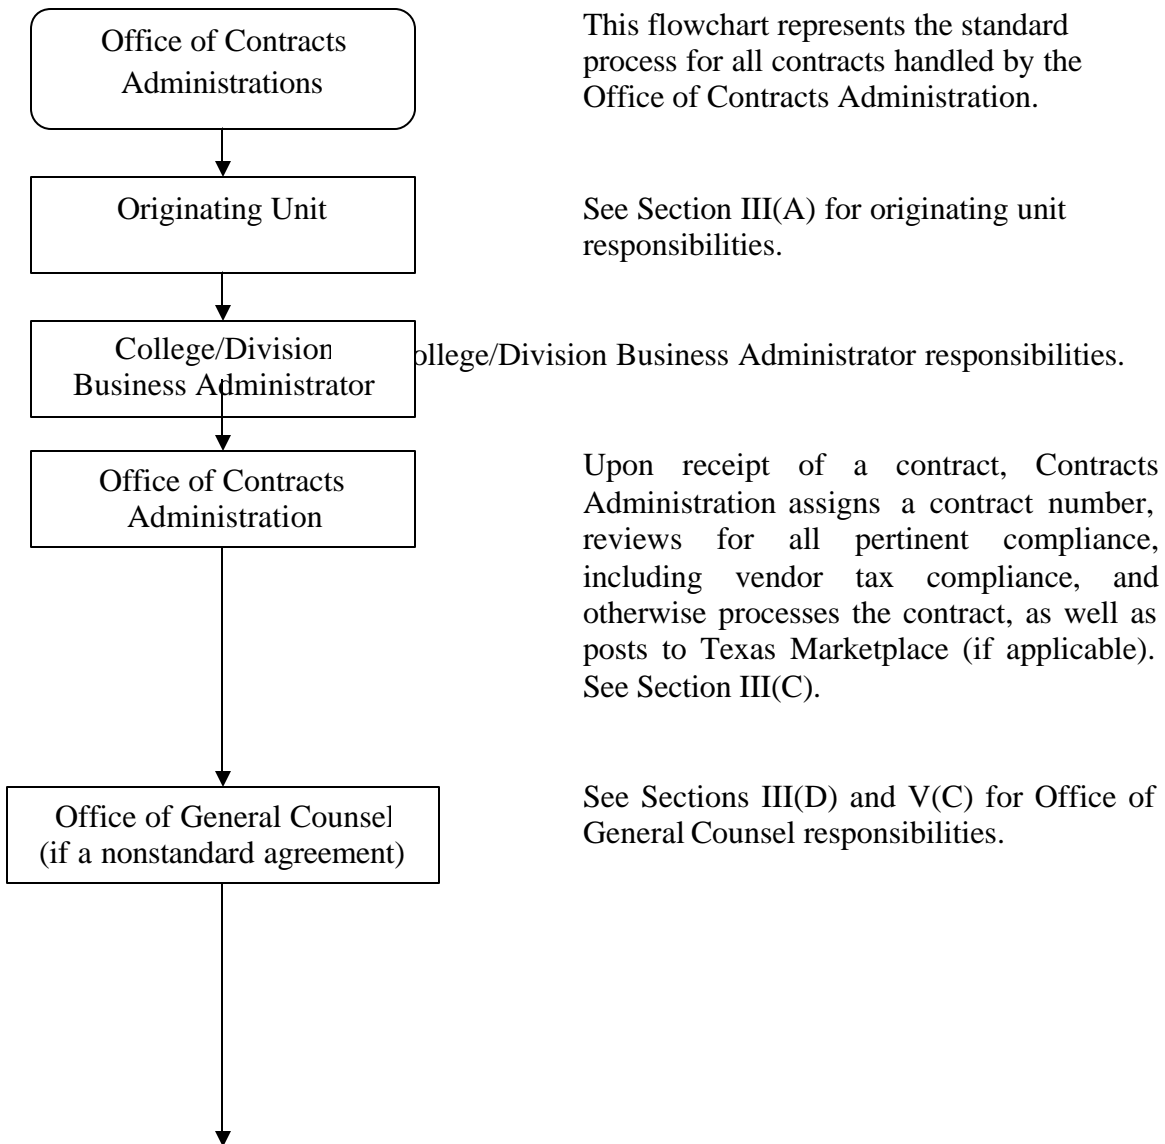 Office of Contracts
Administrations
This flowchart represents the standard
process for all contracts handled by the
Office of Contracts Administration.
Originating Unit
See Section III(A) for originating unit
responsibilities.
College/Division
Business Administrator
ollege/Division Business Administrator responsibilities.
Office of Contracts
Administration
Upon receipt of a contract, Contracts
Administration assigns a contract number,
reviews for all pertinent compliance,
including vendor tax compliance, and
otherwise processes the contract, as well as
posts to Texas Marketplace (if applicable).
See Section III(C).
Office of General Counsel
(if a nonstandard agreement)
See Sections III(D) and V(C) for Office of
General Counsel responsibilities.